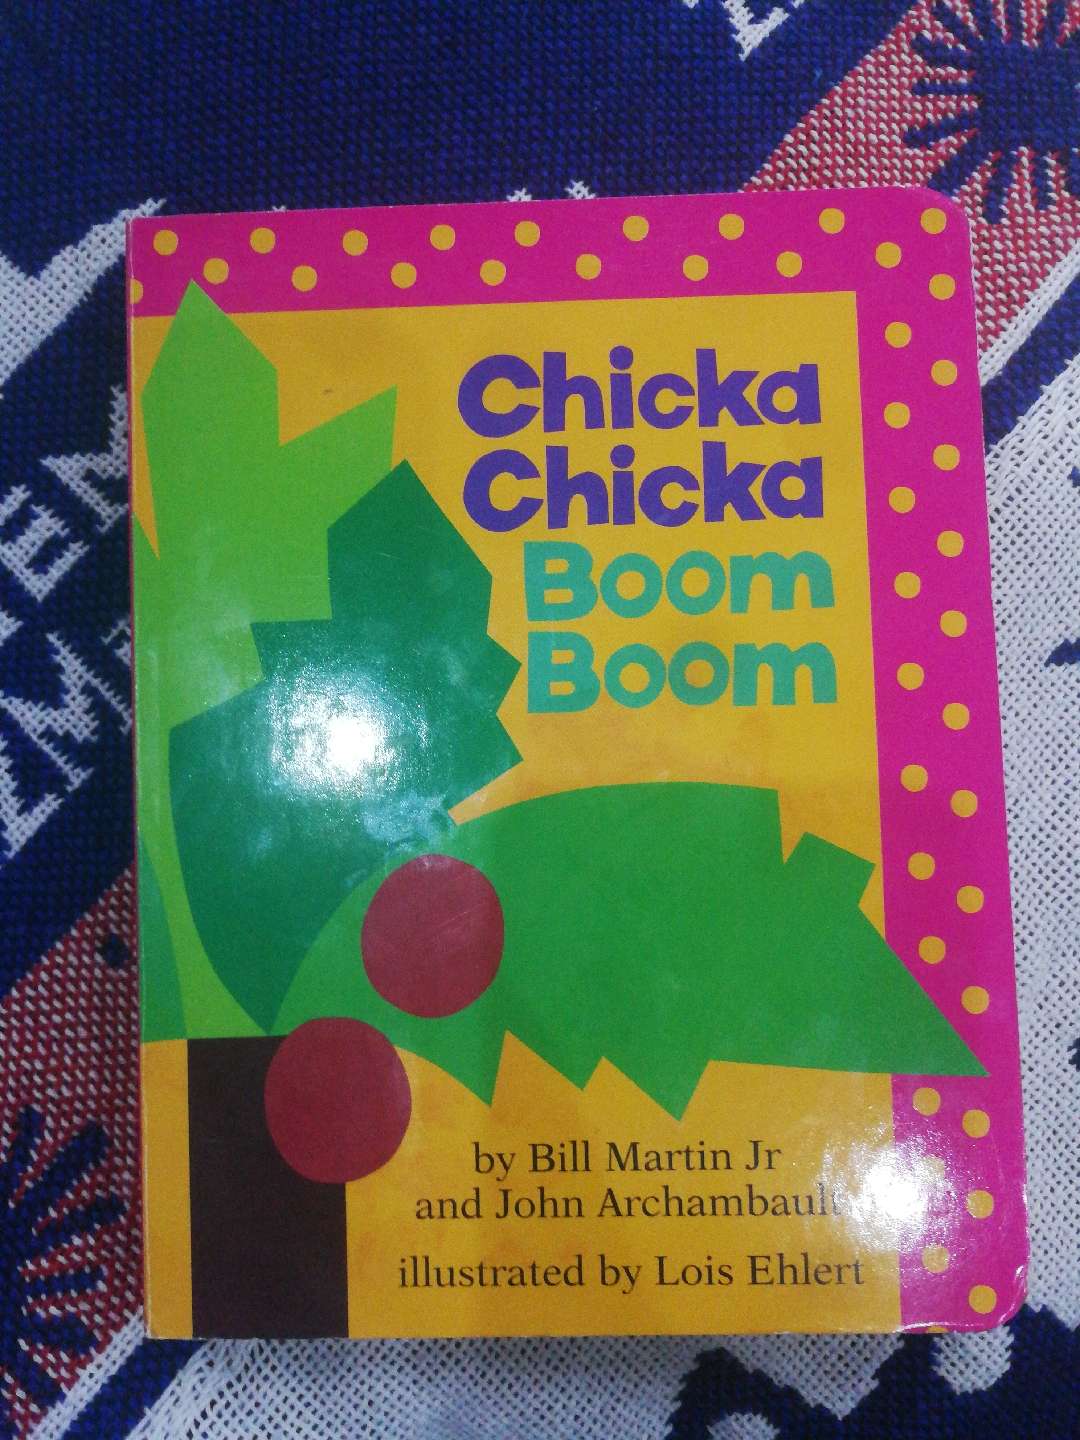 Chicka
Chicka
Boom
Boom
by Bill Martin Jr
and John Archambault
illustrated by Lois Ehlert